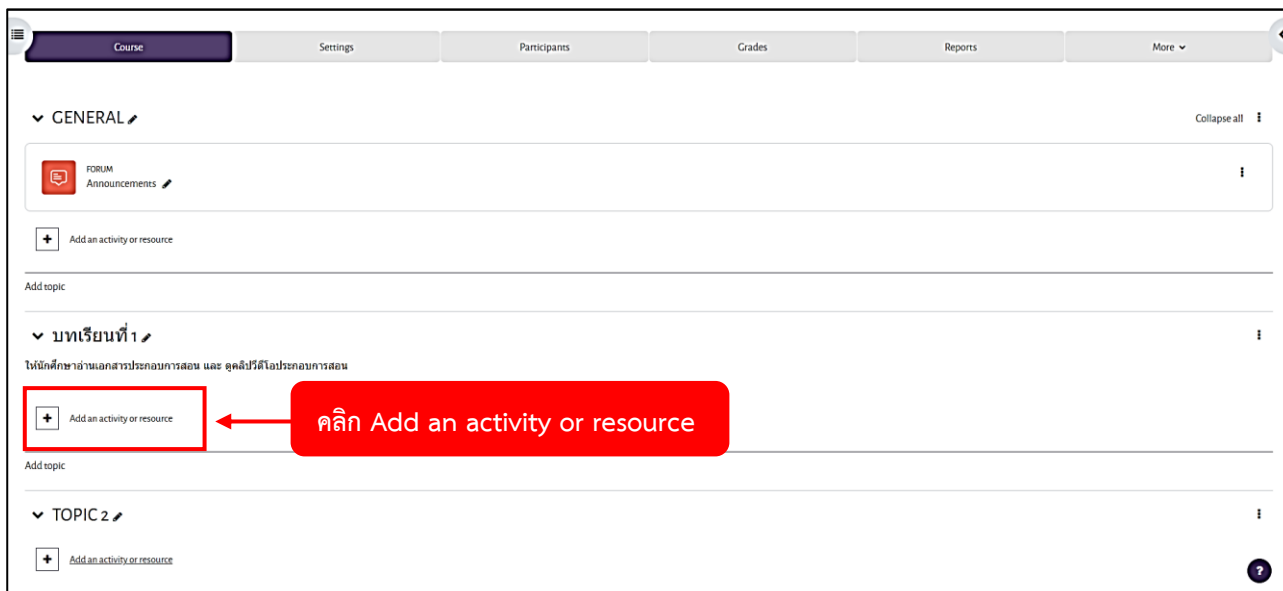 Course Settings Participants Grades Reports More
GENERAL Collapse all
FORUM
Announcements
Add an activity or resource
Add topic
บทเรียนที่ 1
ให้นักศึกษาอ่านเอกสารประกอบการสอน และ ดูคลิปวีดีโอประกอบการสอน
Add an activity or resource
คลิก Add an activity or resource
Add topic
TOPIC 2
Add an activity or resource
?